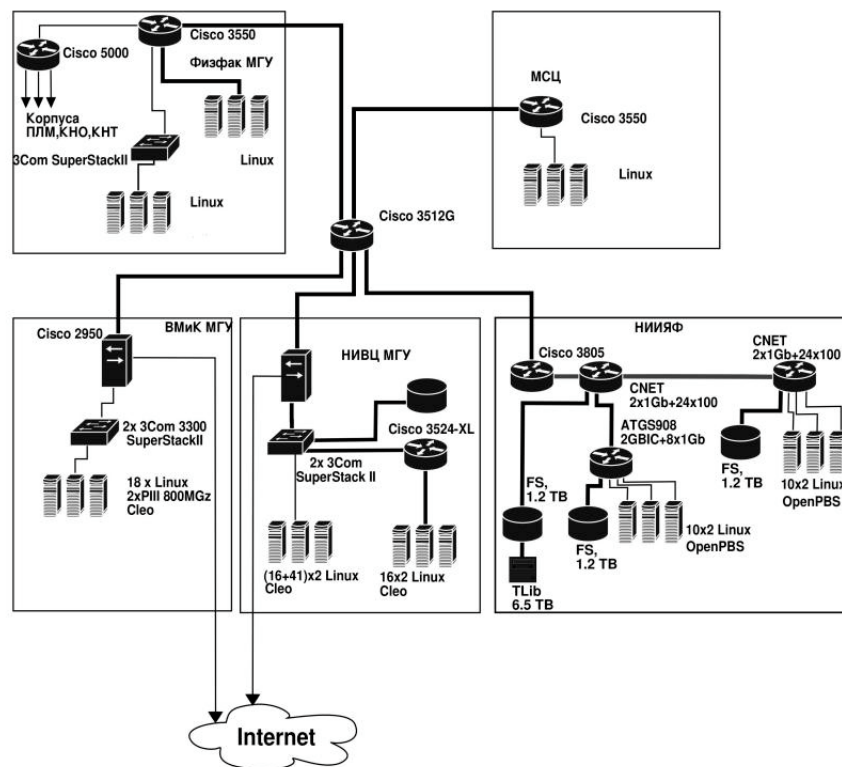 Cisco 3550
Cisco 5000
Физфак МГУ
Корпуса
ПЛМ,КНО,КНТ
3Com SuperStackII
Linux
Linux
МСЦ
Cisco 3550
Linux
Cisco 3512G
ВМиК МГУ
Cisco 2950
2x 3Com 3300
SuperStackII
18 x Linux
2xPIII 800MGz
Cleo
НИВЦ МГУ
Cisco 3524-XL
2x 3Com
SuperStack II
(16+41)x2 Linux
Cleo
16x2 Linux
Cleo
НИИЯФ
Cisco 3805
CNET
2x1Gb+24x100
CNET
2x1Gb+24x100
ATGS908
2GBIC+8x1Gb
FS,
1.2 TB
FS,
1.2 TB
FS,
1.2 TB
10x2 Linux
OpenPBS
10x2 Linux
OpenPBS
TLib
6.5 TB
Internet